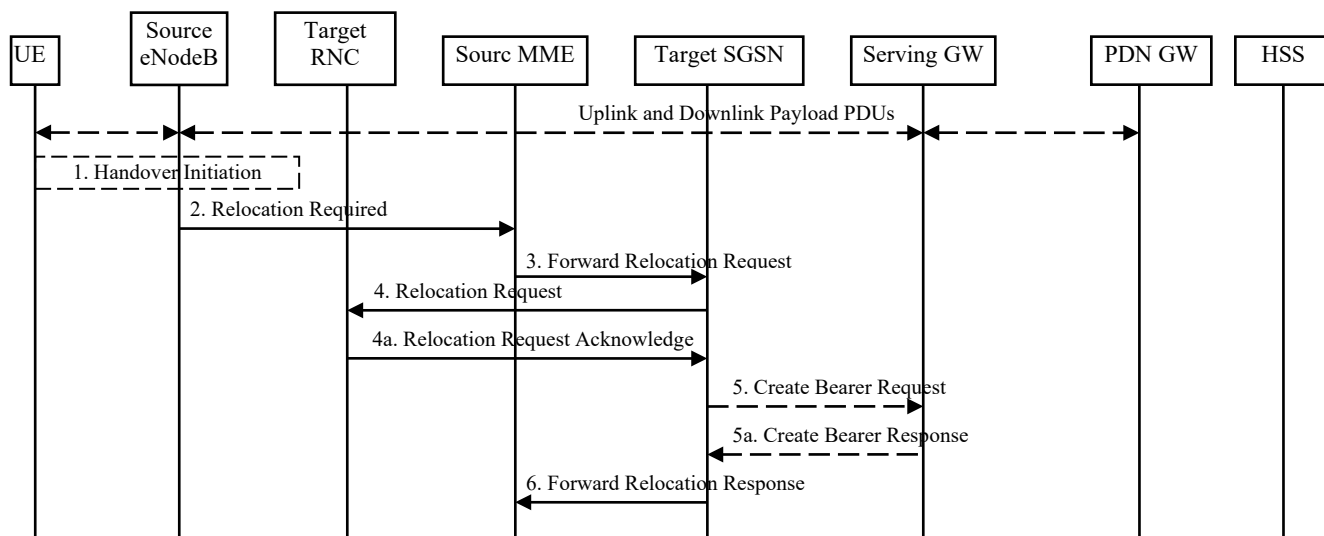 UE
Source
eNodeB
Target
RNC
Sourc MME
Target SGSN
Serving GW
PDN GW
HSS
Uplink and Downlink Payload PDUs
1. Handover Initiation
2. Relocation Required
3. Forward Relocation Request
4. Relocation Request
4a. Relocation Request Acknowledge
5. Create Bearer Request
5a. Create Bearer Response
6. Forward Relocation Response